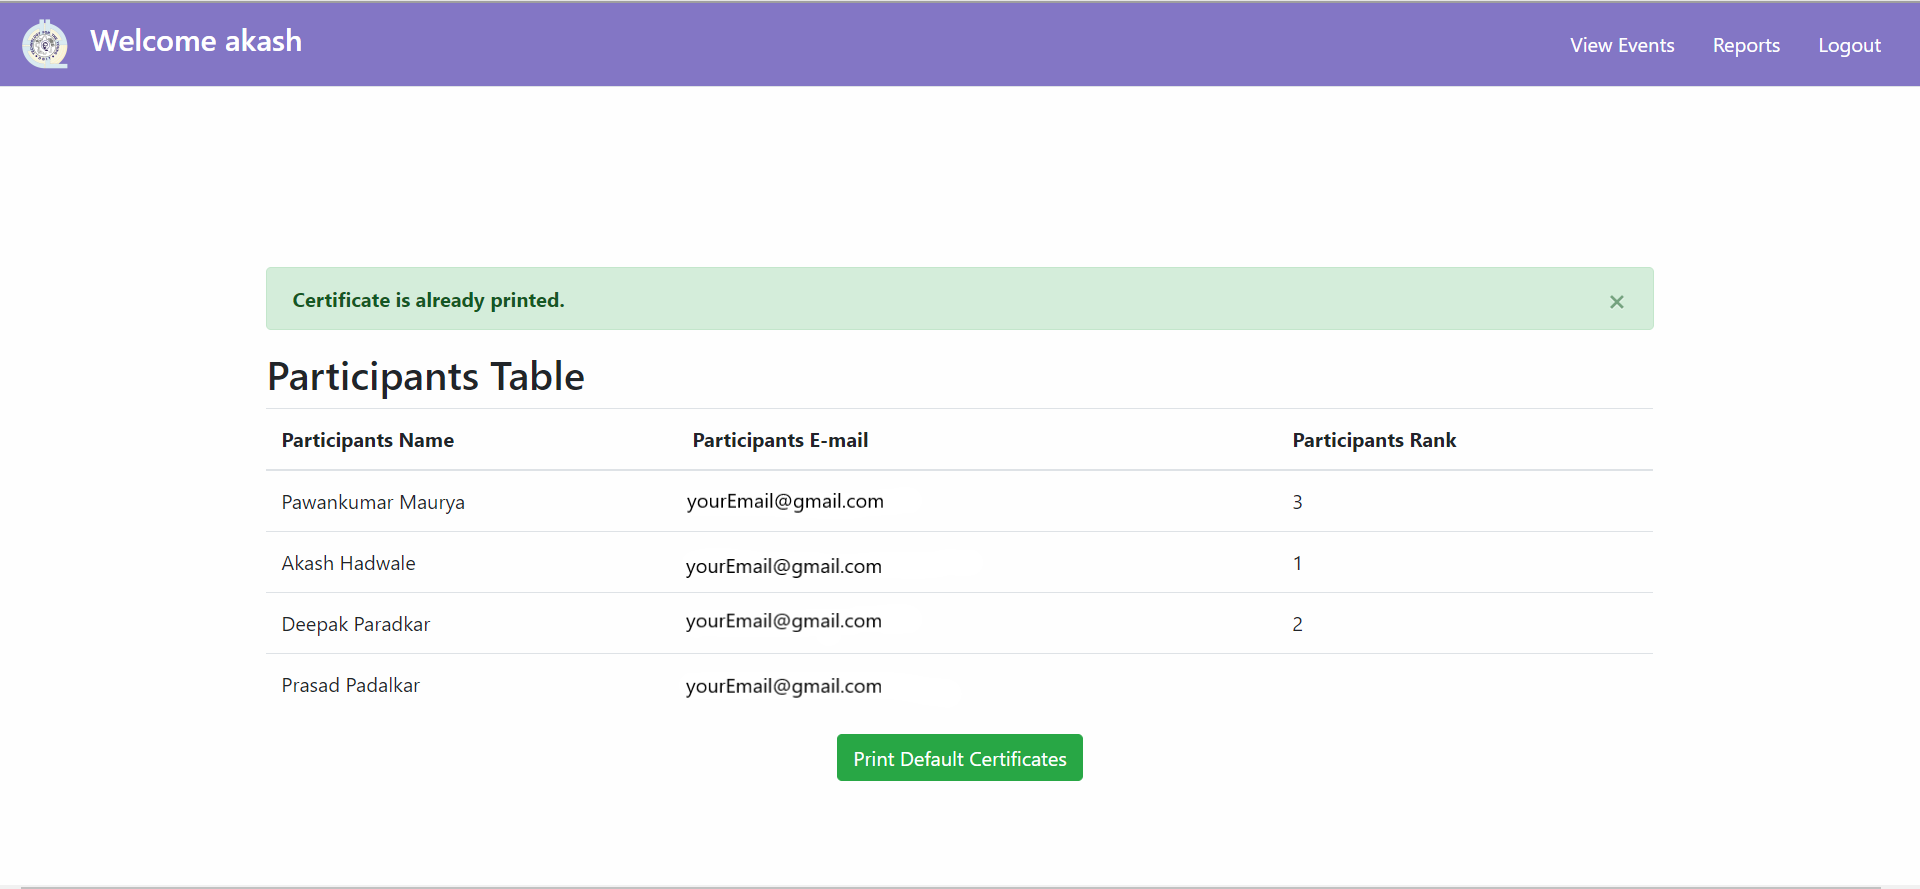 Welcome akash
View Events Reports Logout
Certificate is already printed.
×
Participants Table
Participants Name Participants E-mail Participants Rank
Pawankumar Maurya yourEmail@gmail.com 3
Akash Hadwale yourEmail@gmail.com 1
Deepak Paradkar yourEmail@gmail.com 2
Prasad Padalkar yourEmail@gmail.com
Print Default Certificates